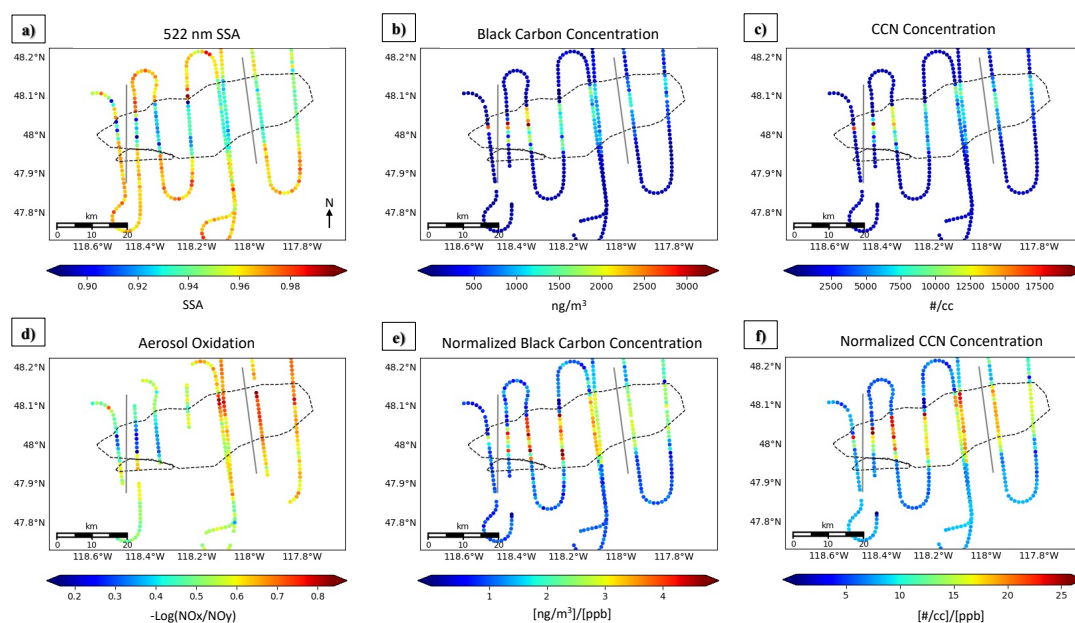 a)
522 nm SSA
48.2°N
48.1°N
48°N
47.9°N
47.8°N
N
km
0 10 20
118.6°W 118.4°W 118.2°W 118°W 117.8°W
0.90 0.92 0.94 0.96 0.98
SSA
b)
Black Carbon Concentration
48.2°N
48.1°N
48°N
47.9°N
47.8°N
km
0 10 20
118.6°W 118.4°W 118.2°W 118°W 117.8°W
500 1000 1500 2000 2500 3000
ng/m³
c)
CCN Concentration
48.2°N
48.1°N
48°N
47.9°N
47.8°N
km
0 10 20
118.6°W 118.4°W 118.2°W 118°W 117.8°W
2500 5000 7500 10000 12500 15000 17500
#/cc
d)
Aerosol Oxidation
48.2°N
48.1°N
48°N
47.9°N
47.8°N
km
0 10 20
118.6°W 118.4°W 118.2°W 118°W 117.8°W
0.2 0.3 0.4 0.5 0.6 0.7 0.8
-Log(NOx/NOy)
e)
Normalized Black Carbon Concentration
48.2°N
48.1°N
48°N
47.9°N
47.8°N
km
0 10 20
118.6°W 118.4°W 118.2°W 118°W 117.8°W
1 2 3 4
[ng/m³]/[ppb]
f)
Normalized CCN Concentration
48.2°N
48.1°N
48°N
47.9°N
47.8°N
km
0 10 20
118.6°W 118.4°W 118.2°W 118°W 117.8°W
5 10 15 20 25
[#/cc]/[ppb]